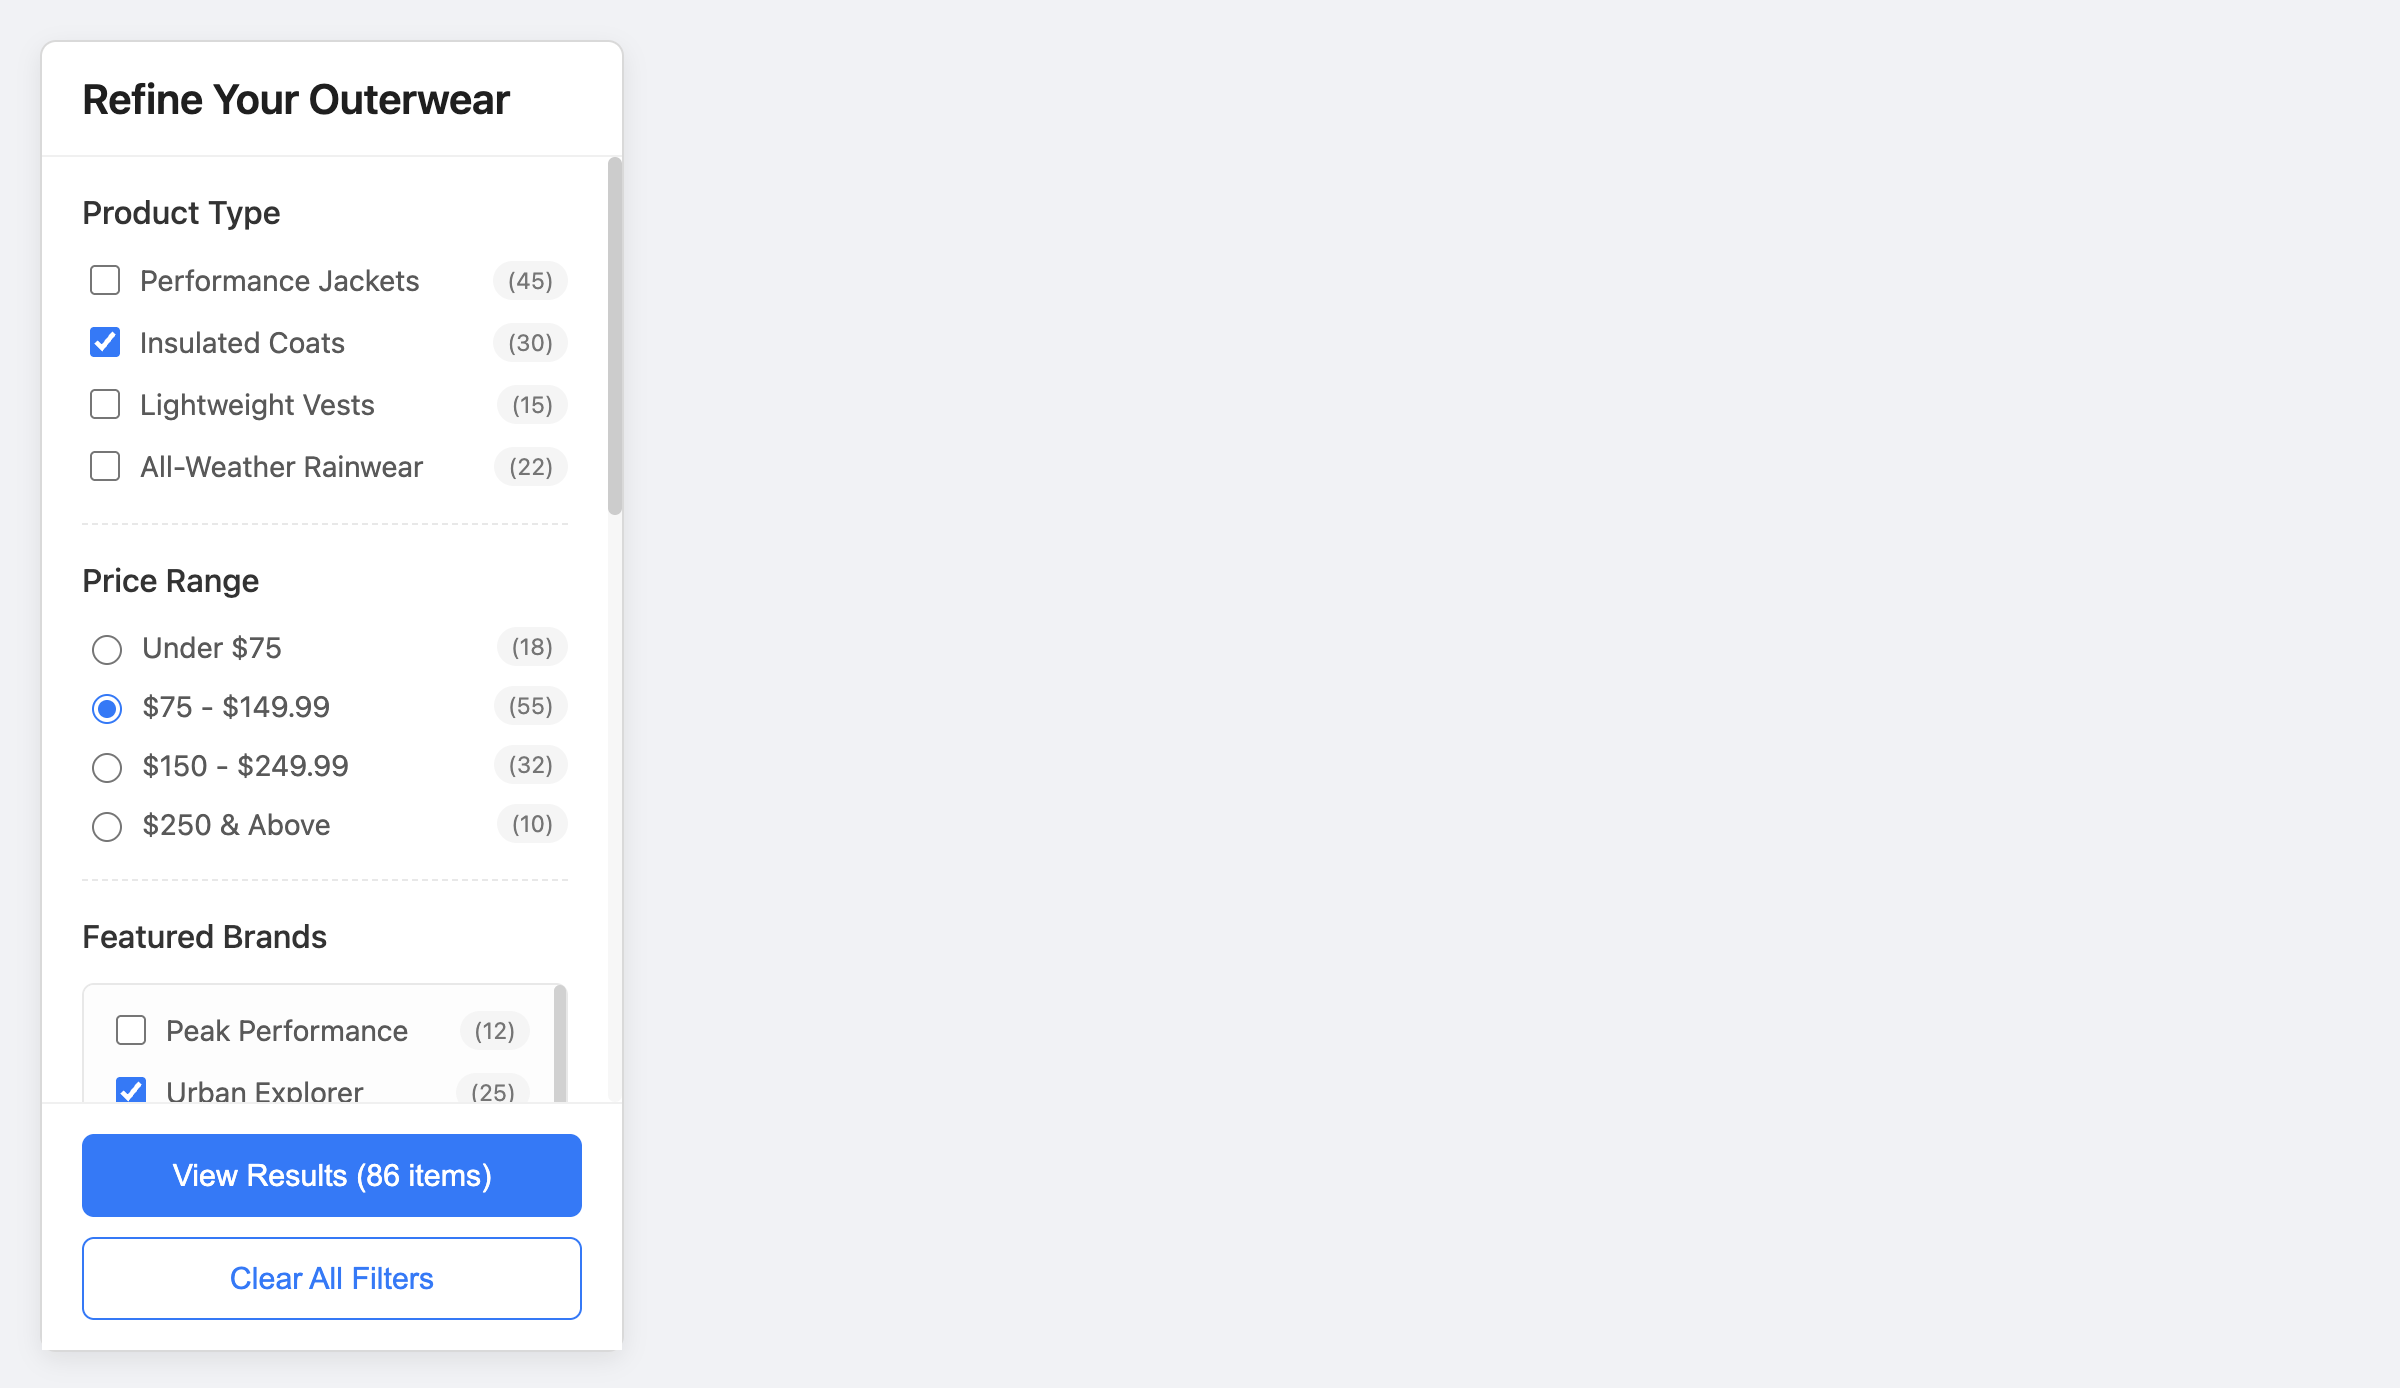 Refine Your Outerwear
Product Type
Performance Jackets (45)
Insulated Coats (30)
Lightweight Vests (15)
All-Weather Rainwear (22)
Price Range
Under $75 (18)
$75 - $149.99 (55)
$150 - $249.99 (32)
$250 & Above (10)
Featured Brands
Peak Performance (12)
Urban Explorer (25)
View Results (86 items)
Clear All Filters